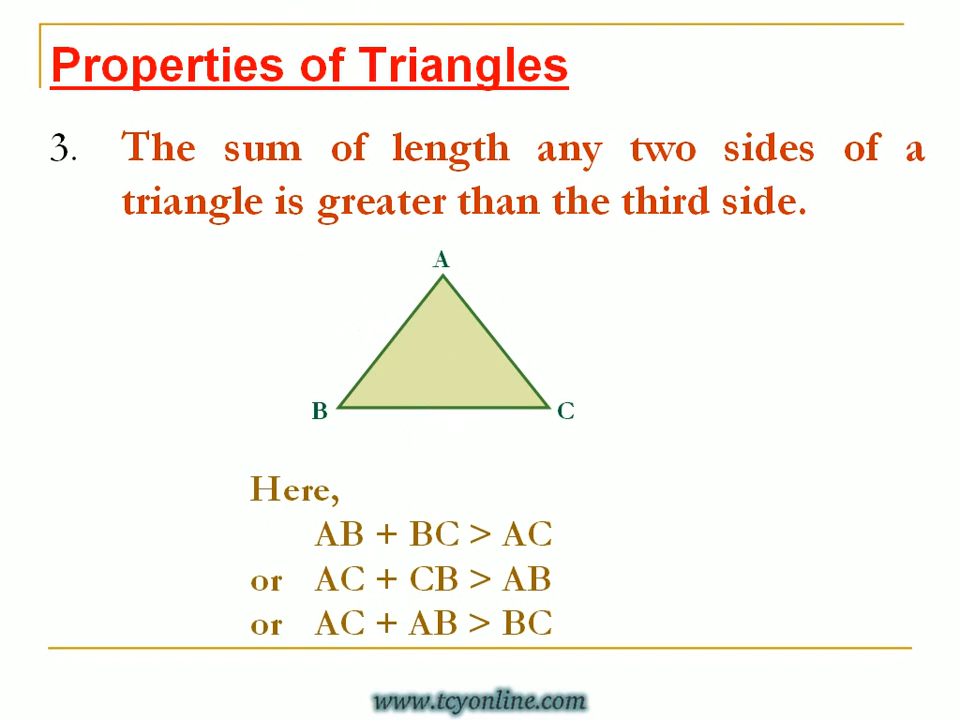 Properties of Triangles
3. The sum of length any two sides of a
triangle is greater than the third side.
A
B
C
Here,
AB + BC > AC
or AC + CB > AB
or AC + AB > BC
www.tcyonline.com